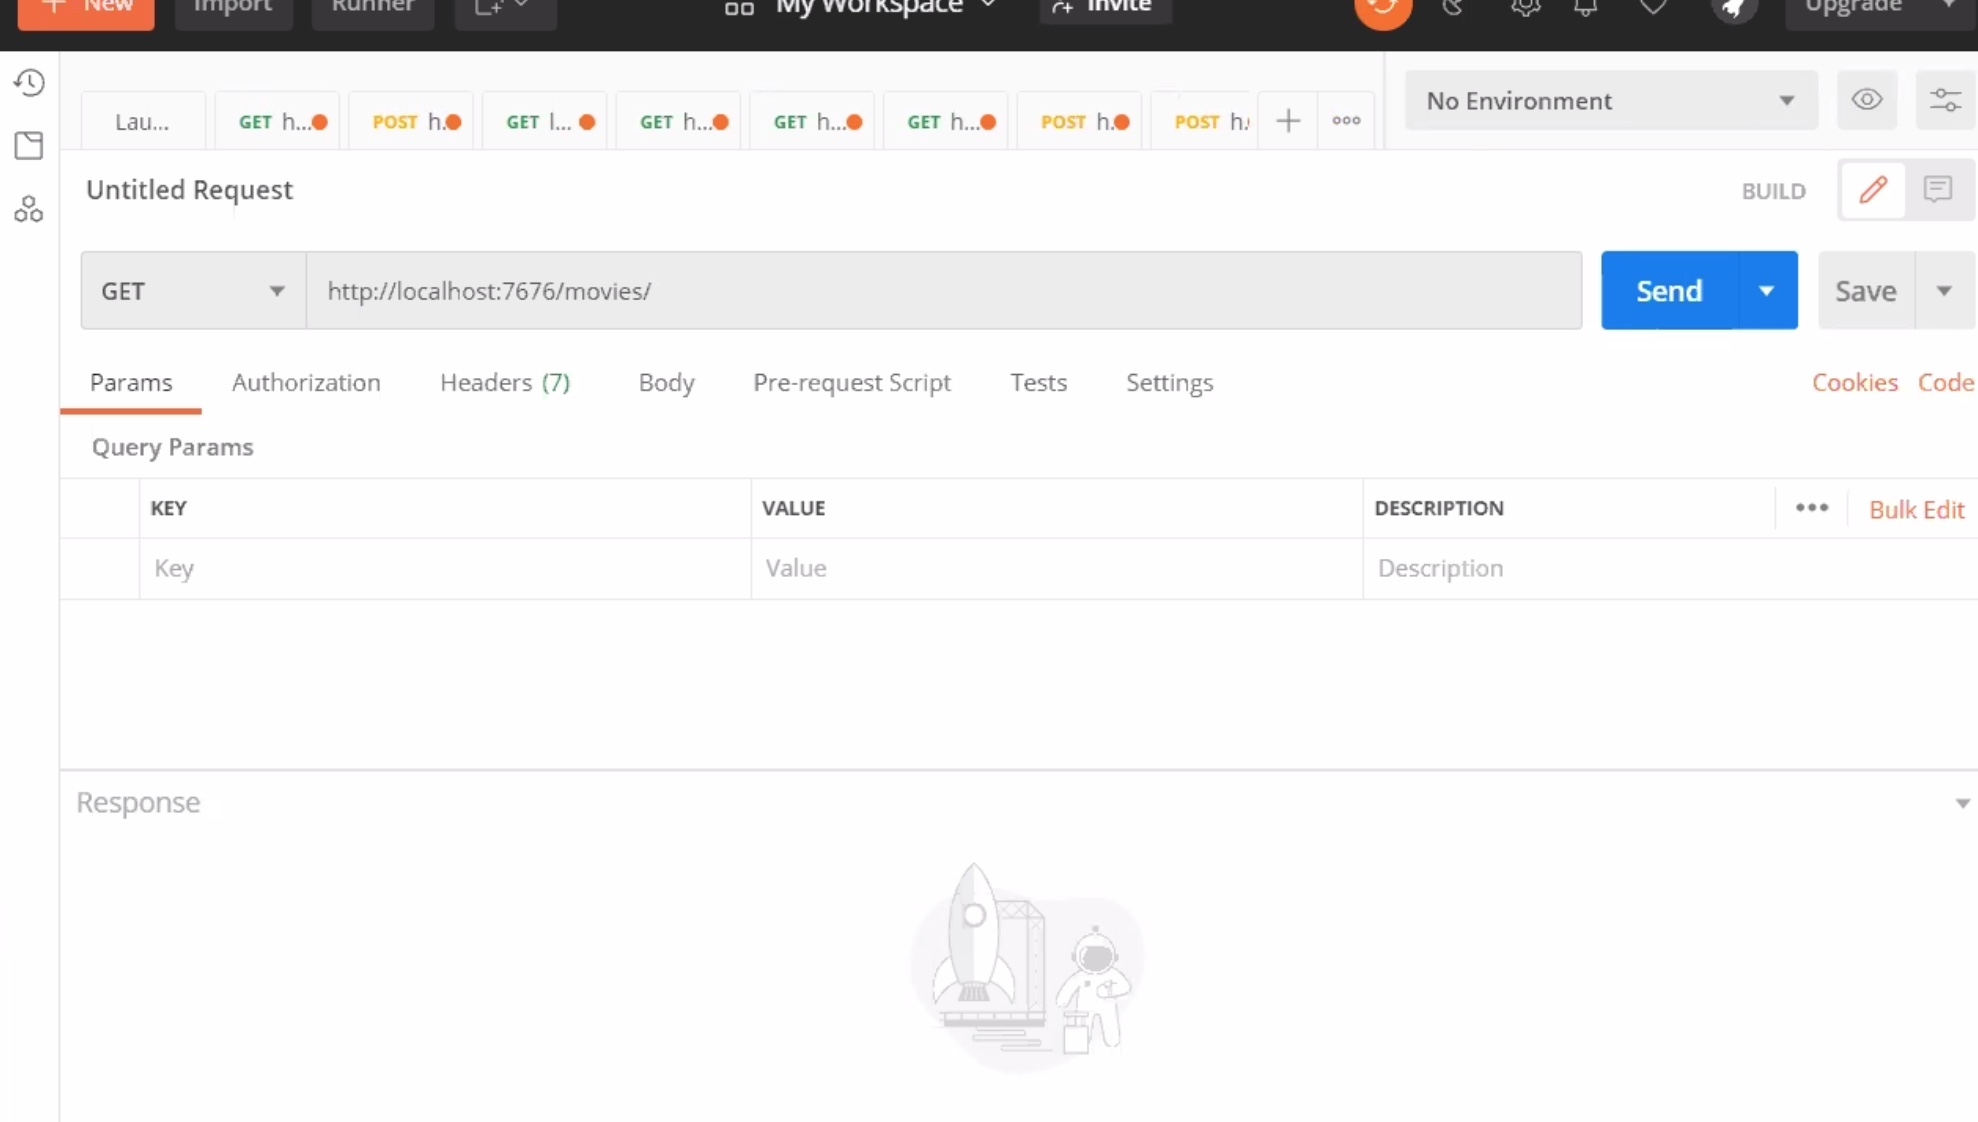 New Import Runner My Workspace Invite Upgrade
Lau... GET h... POST h. GET l... GET h... GET h... GET h... POST h. POST h. No Environment
Untitled Request BUILD
GET http://localhost:7676/movies/ Send Save
Params Authorization Headers (7) Body Pre-request Script Tests Settings Cookies Code
Query Params
KEY VALUE DESCRIPTION Bulk Edit
Key Value Description
Response